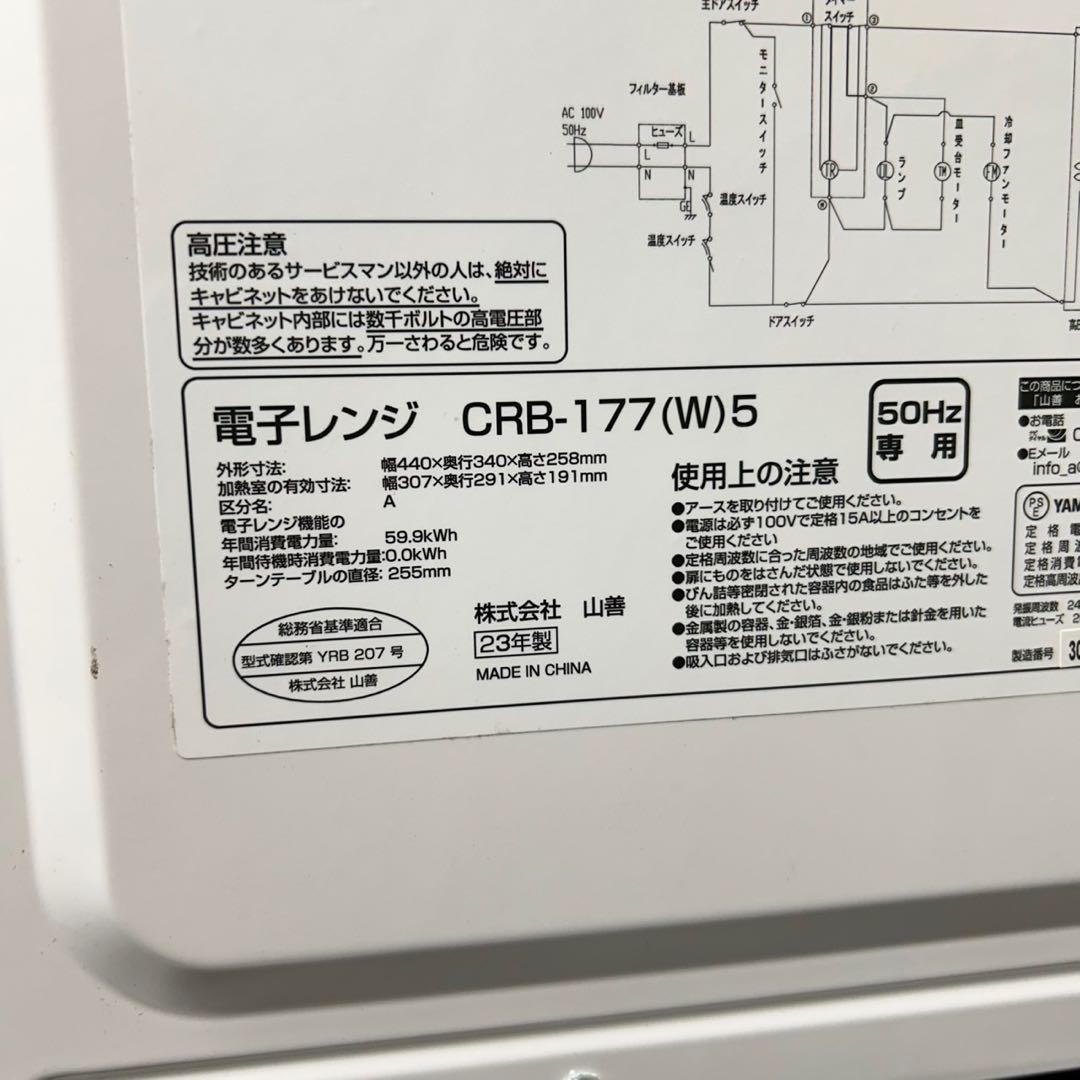 主ドアスイッチ
スイッチ
① ③
モニタースイッチ
フィルター基板
AC 100V
50Hz
ヒューズ L
L
N N
GE
温度スイッチ
温度スイッチ
②
TR OL TM FM
ランプ
皿受台モーター
冷却ファンモーター
ドアスイッチ
高圧注意
技術のあるサービスマン以外の人は、絶対に
キャビネットをあけないでください。
キャビネット内部には数千ボルトの高電圧部
分が数多くあります。万一さわると危険です。
電子レンジ CRB-177(W)5
50Hz
専用
外形寸法: 幅440×奥行340×高さ258mm
加熱室の有効寸法: 幅307×奥行291×高さ191mm
区分名: A
電子レンジ機能の
年間消費電力量: 59.9kWh
年間待機時消費電力量:0.0kWh
ターンテーブルの直径: 255mm
総務省基準適合
型式確認第 YRB 207 号
株式会社 山善
株式会社 山善
23年製
MADE IN CHINA
使用上の注意
●アースを取り付けてご使用ください。
●電源は必ず100Vで定格15A以上のコンセントを
ご使用ください
●定格周波数に合った周波数の地域でご使用ください。
●扉にものをはさんだ状態で使用しないでください。
●びん詰等密閉された容器内の食品はふた等を外した
後に加熱してください。
●金属製の容器、金・銀箔、金・銀粉または針金を用いた
容器等を使用しないでください。
●吸入口および排気口はふさがないでください。
この商品につ
「山善 お
●お電話
●Eメール
info_a@
PSE YAM
定格電
定格周波
定格消費電
定格高周波
発振周波数 24
電流ヒューズ
製造番号 30